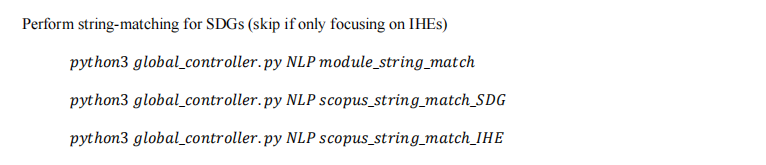 Perform string-matching for SDGs (skip if only focusing on IHEs)
python3 global_controller.py NLP module_string_match
python3 global_controller.py NLP scopus_string_match_SDG
python3 global_controller.py NLP scopus_string_match_IHE